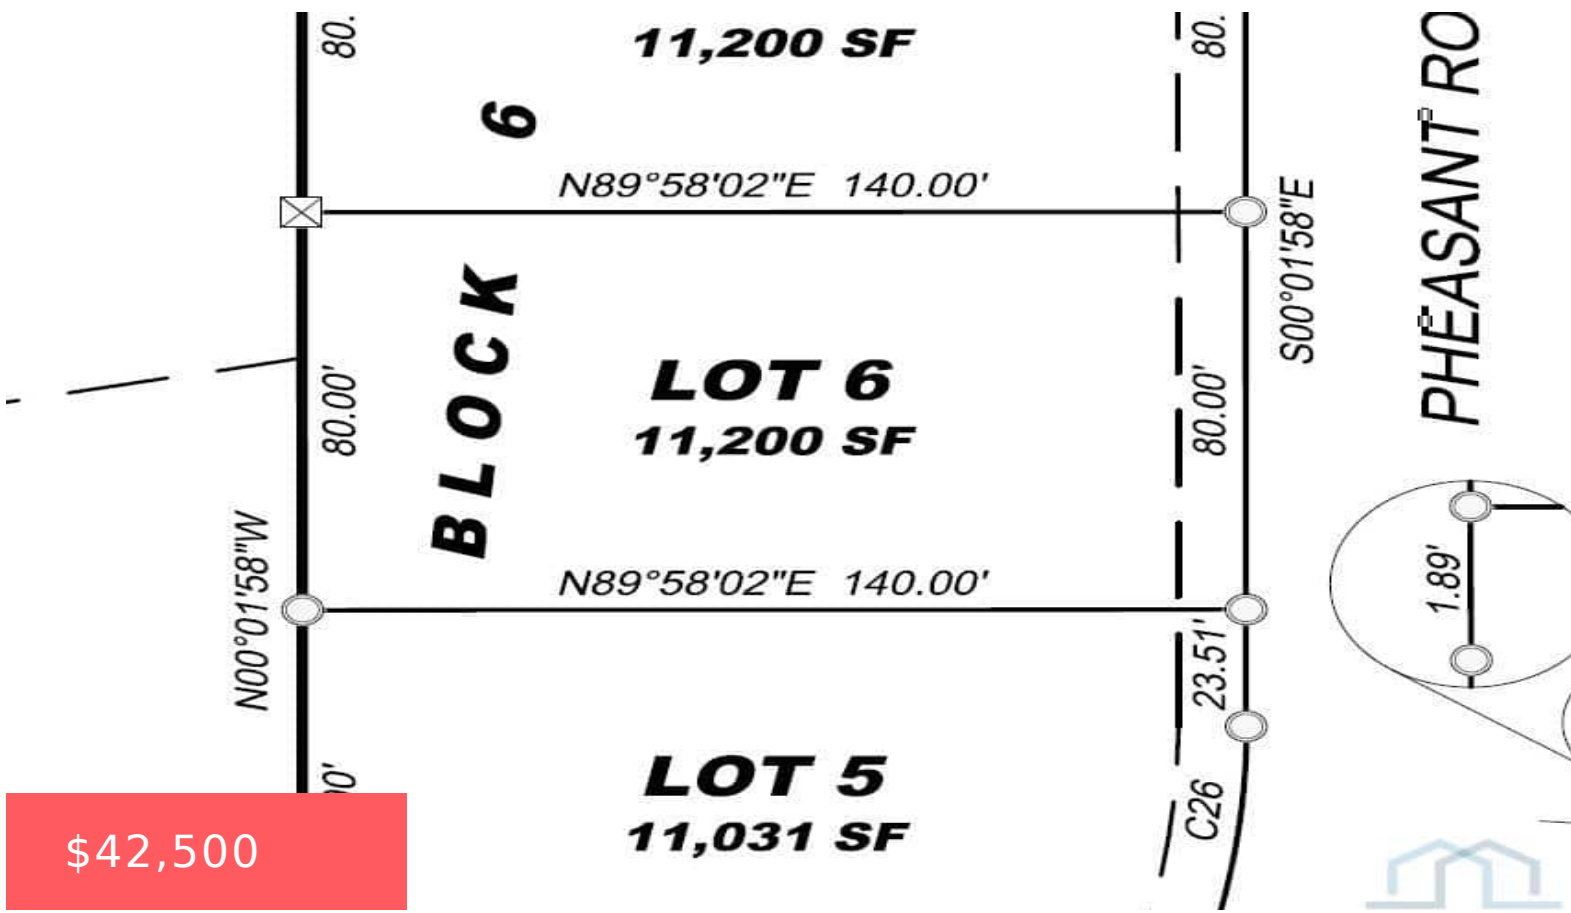 80.
11,200 SF
80.
PHEASANT RO
BLOCK 6
N89°58'02"E 140.00'
S00°01'58"E
80.00'
LOT 6
11,200 SF
80.00'
N00°01'58"W
N89°58'02"E 140.00'
23.51'
1.89'
LOT 5
11,031 SF
C26
00'
$42,500